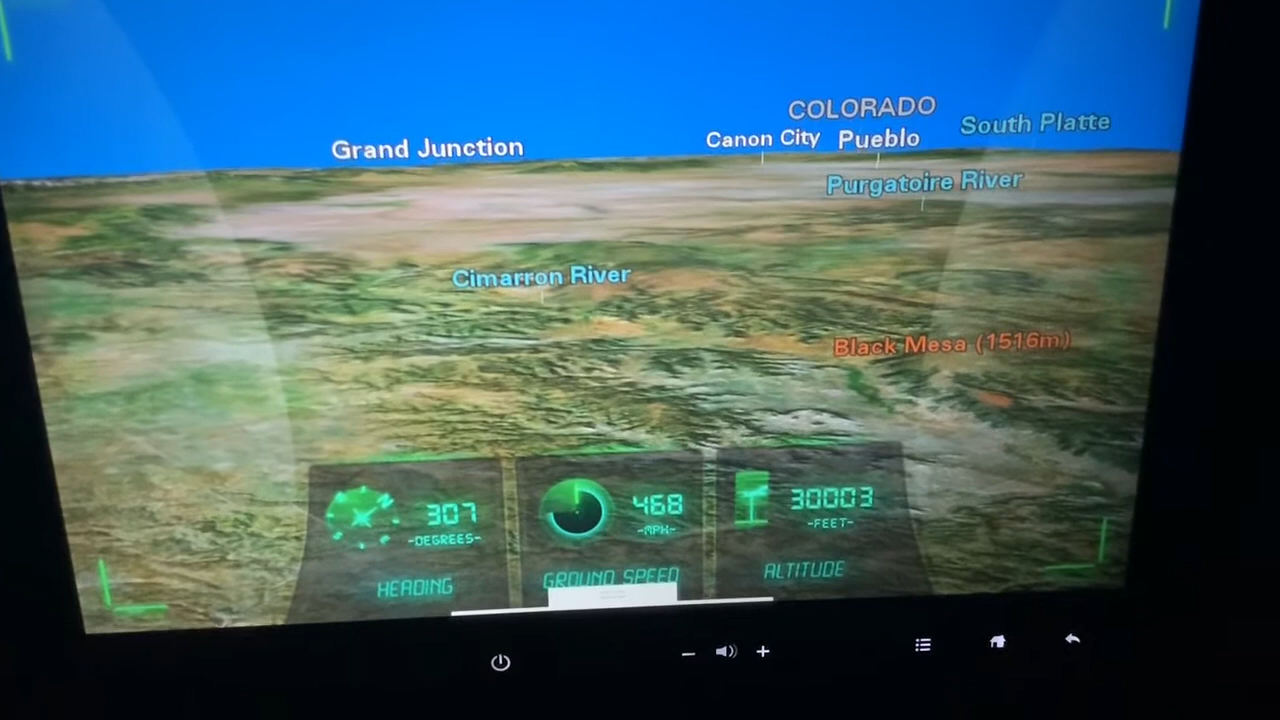 COLORADO
South Platte
Grand Junction
Canon City
Pueblo
Purgatoire River
Cimarron River
Black Mesa (1516m)
307
-DEGREES-
HEADING
468
-MPH-
GROUND SPEED
30003
-FEET-
ALTITUDE